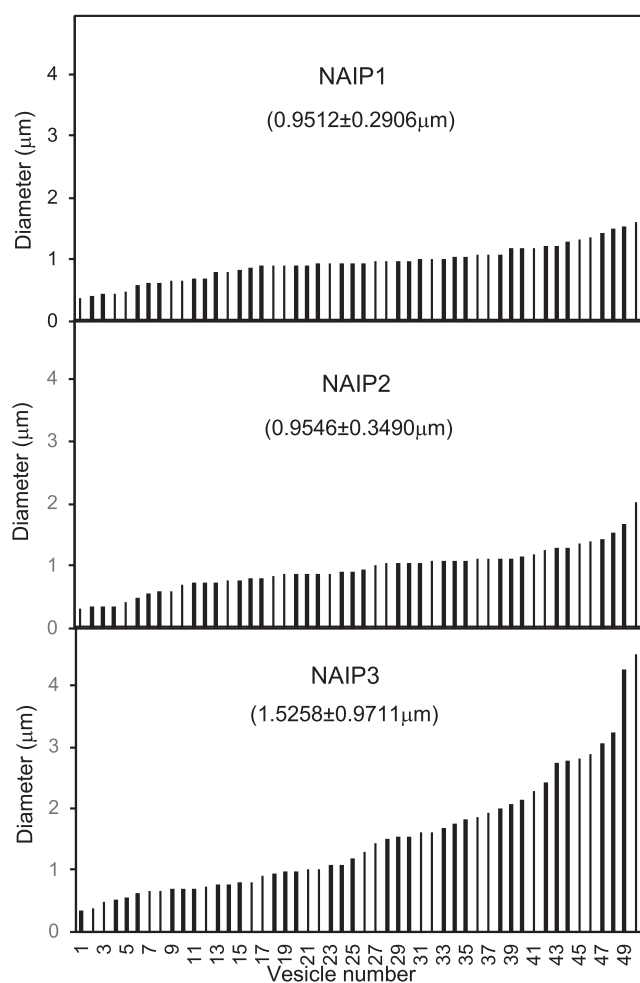 NAIP1
(0.9512±0.2906μm)
Diameter (μm)
4
3
2
1
0
NAIP2
(0.9546±0.3490μm)
Diameter (μm)
4
3
2
1
0
NAIP3
(1.5258±0.9711μm)
Diameter (μm)
4
3
2
1
0
1 3 5 7 9 11 13 15 17 19 21 23 25 27 29 31 33 35 37 39 41 43 45 47 49
Vesicle number